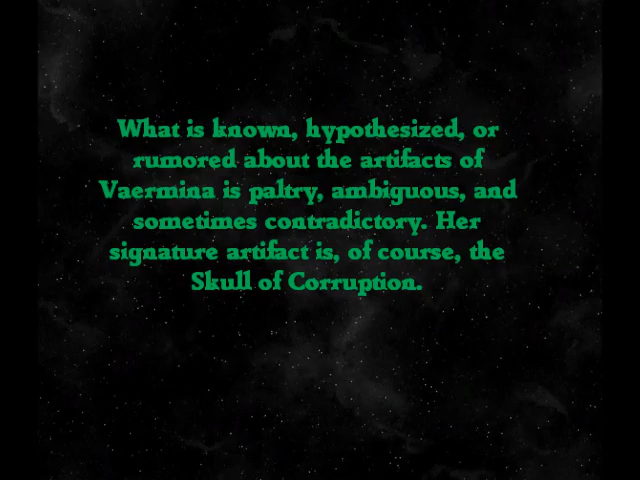 What is known, hypothesized, or
rumored about the artifacts of
Vaermina is paltry, ambiguous, and
sometimes contradictory. Her
signature artifact is, of course, the
Skull of Corruption.